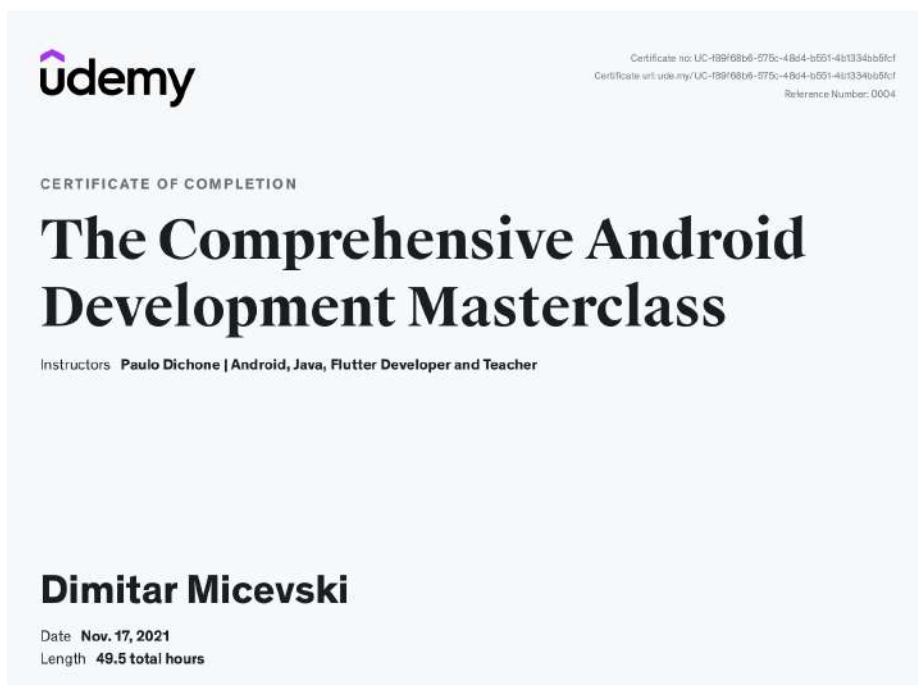 udemy
Certificate no: UC-f89f68b6-575c-48d4-b551-4b1334bb5fcf
Certificate url: ude.my/UC-f89f68b6-575c-48d4-b551-4b1334bb5fcf
Reference Number: 0004
CERTIFICATE OF COMPLETION
The Comprehensive Android
Development Masterclass
Instructors Paulo Dichone | Android, Java, Flutter Developer and Teacher
Dimitar Micevski
Date Nov. 17, 2021
Length 49.5 total hours